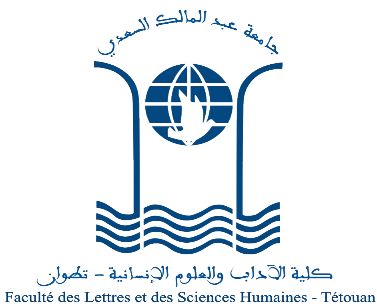 جامعة عبد المالك السعدي
كلية الآداب والعلوم الإنسانية - تطوان
Faculté des Lettres et des Sciences Humaines - Tétouan